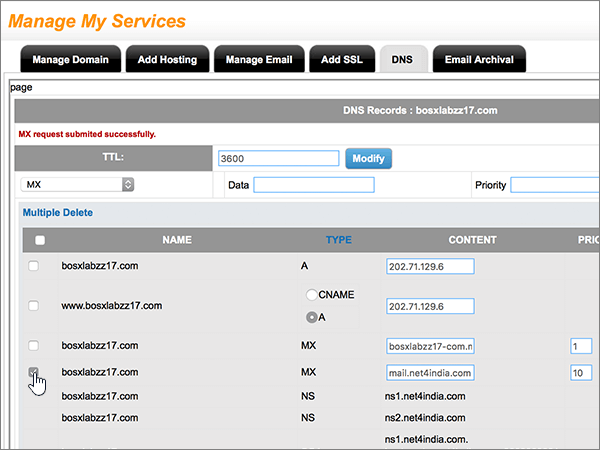 Manage My Services
Manage Domain Add Hosting Manage Email Add SSL DNS Email Archival
page
DNS Records : bosxlabzz17.com
MX request submited successfully.
TTL: 3600 Modify
MX Data Priority
Multiple Delete
NAME TYPE CONTENT PRIO
bosxlabzz17.com A 202.71.129.6
CNAME
www.bosxlabzz17.com 202.71.129.6
A
bosxlabzz17.com MX bosxlabzz17-com.m 1
bosxlabzz17.com MX mail.net4india.com 10
bosxlabzz17.com NS ns1.net4india.com
bosxlabzz17.com NS ns2.net4india.com
ns1.net4india.com.